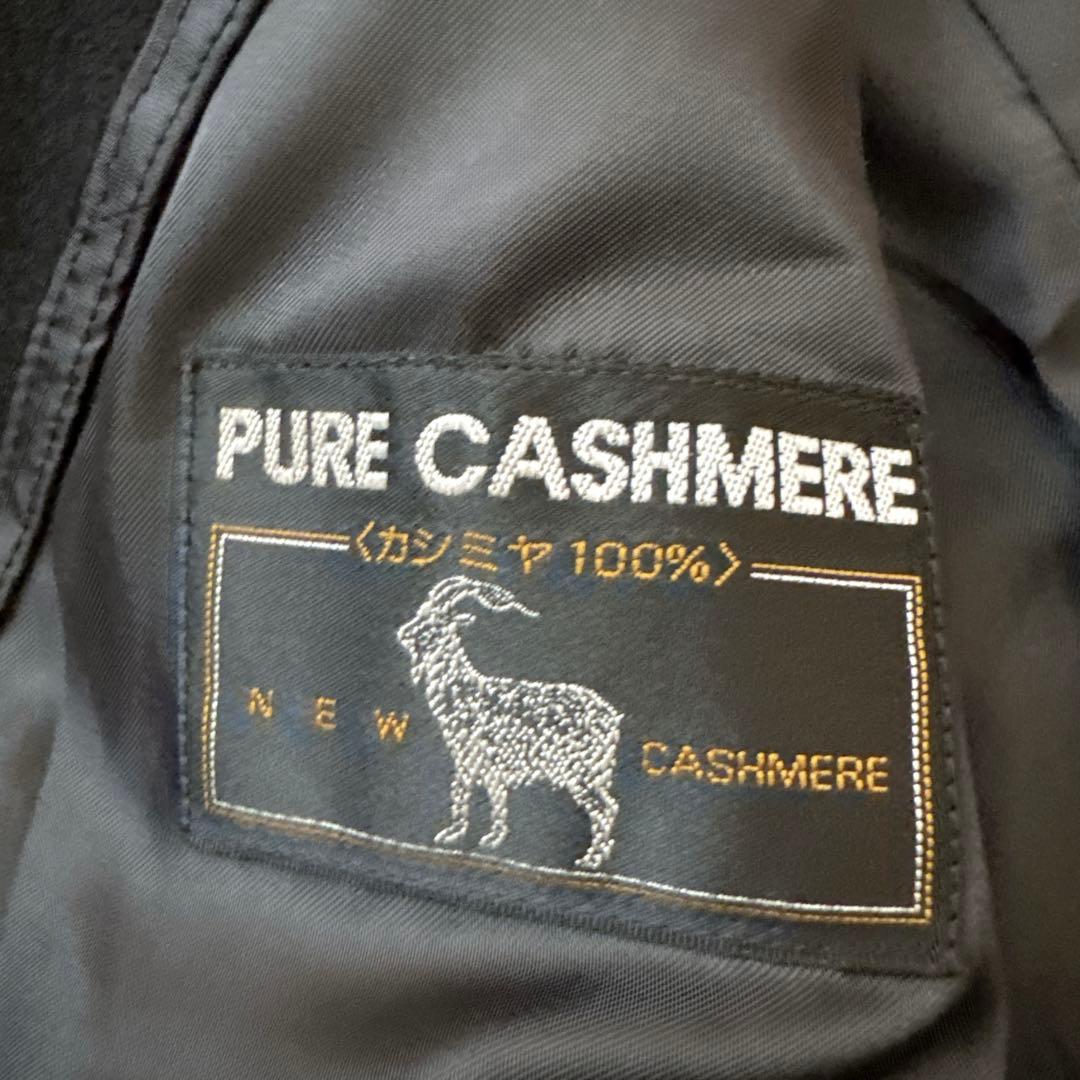 PURE CASHMERE
〈カシミヤ100%〉
NEW CASHMERE